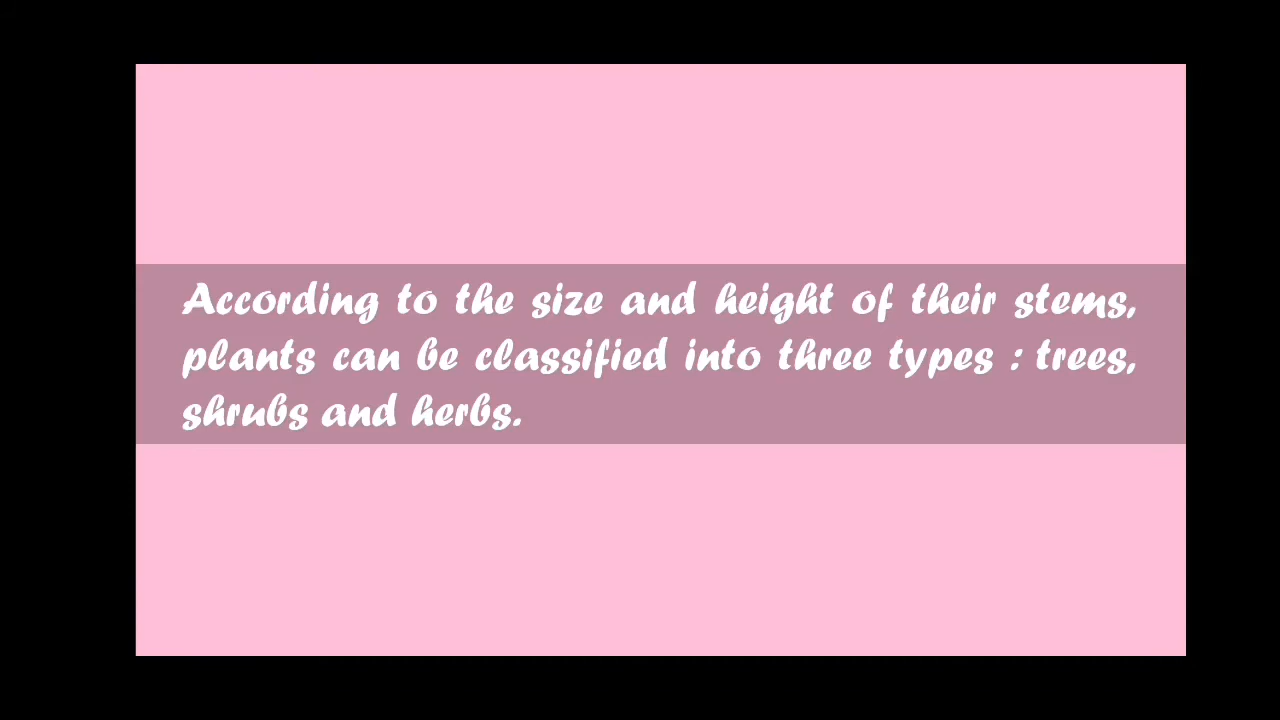 According to the size and height of their stems,
plants can be classified into three types : trees,
shrubs and herbs.